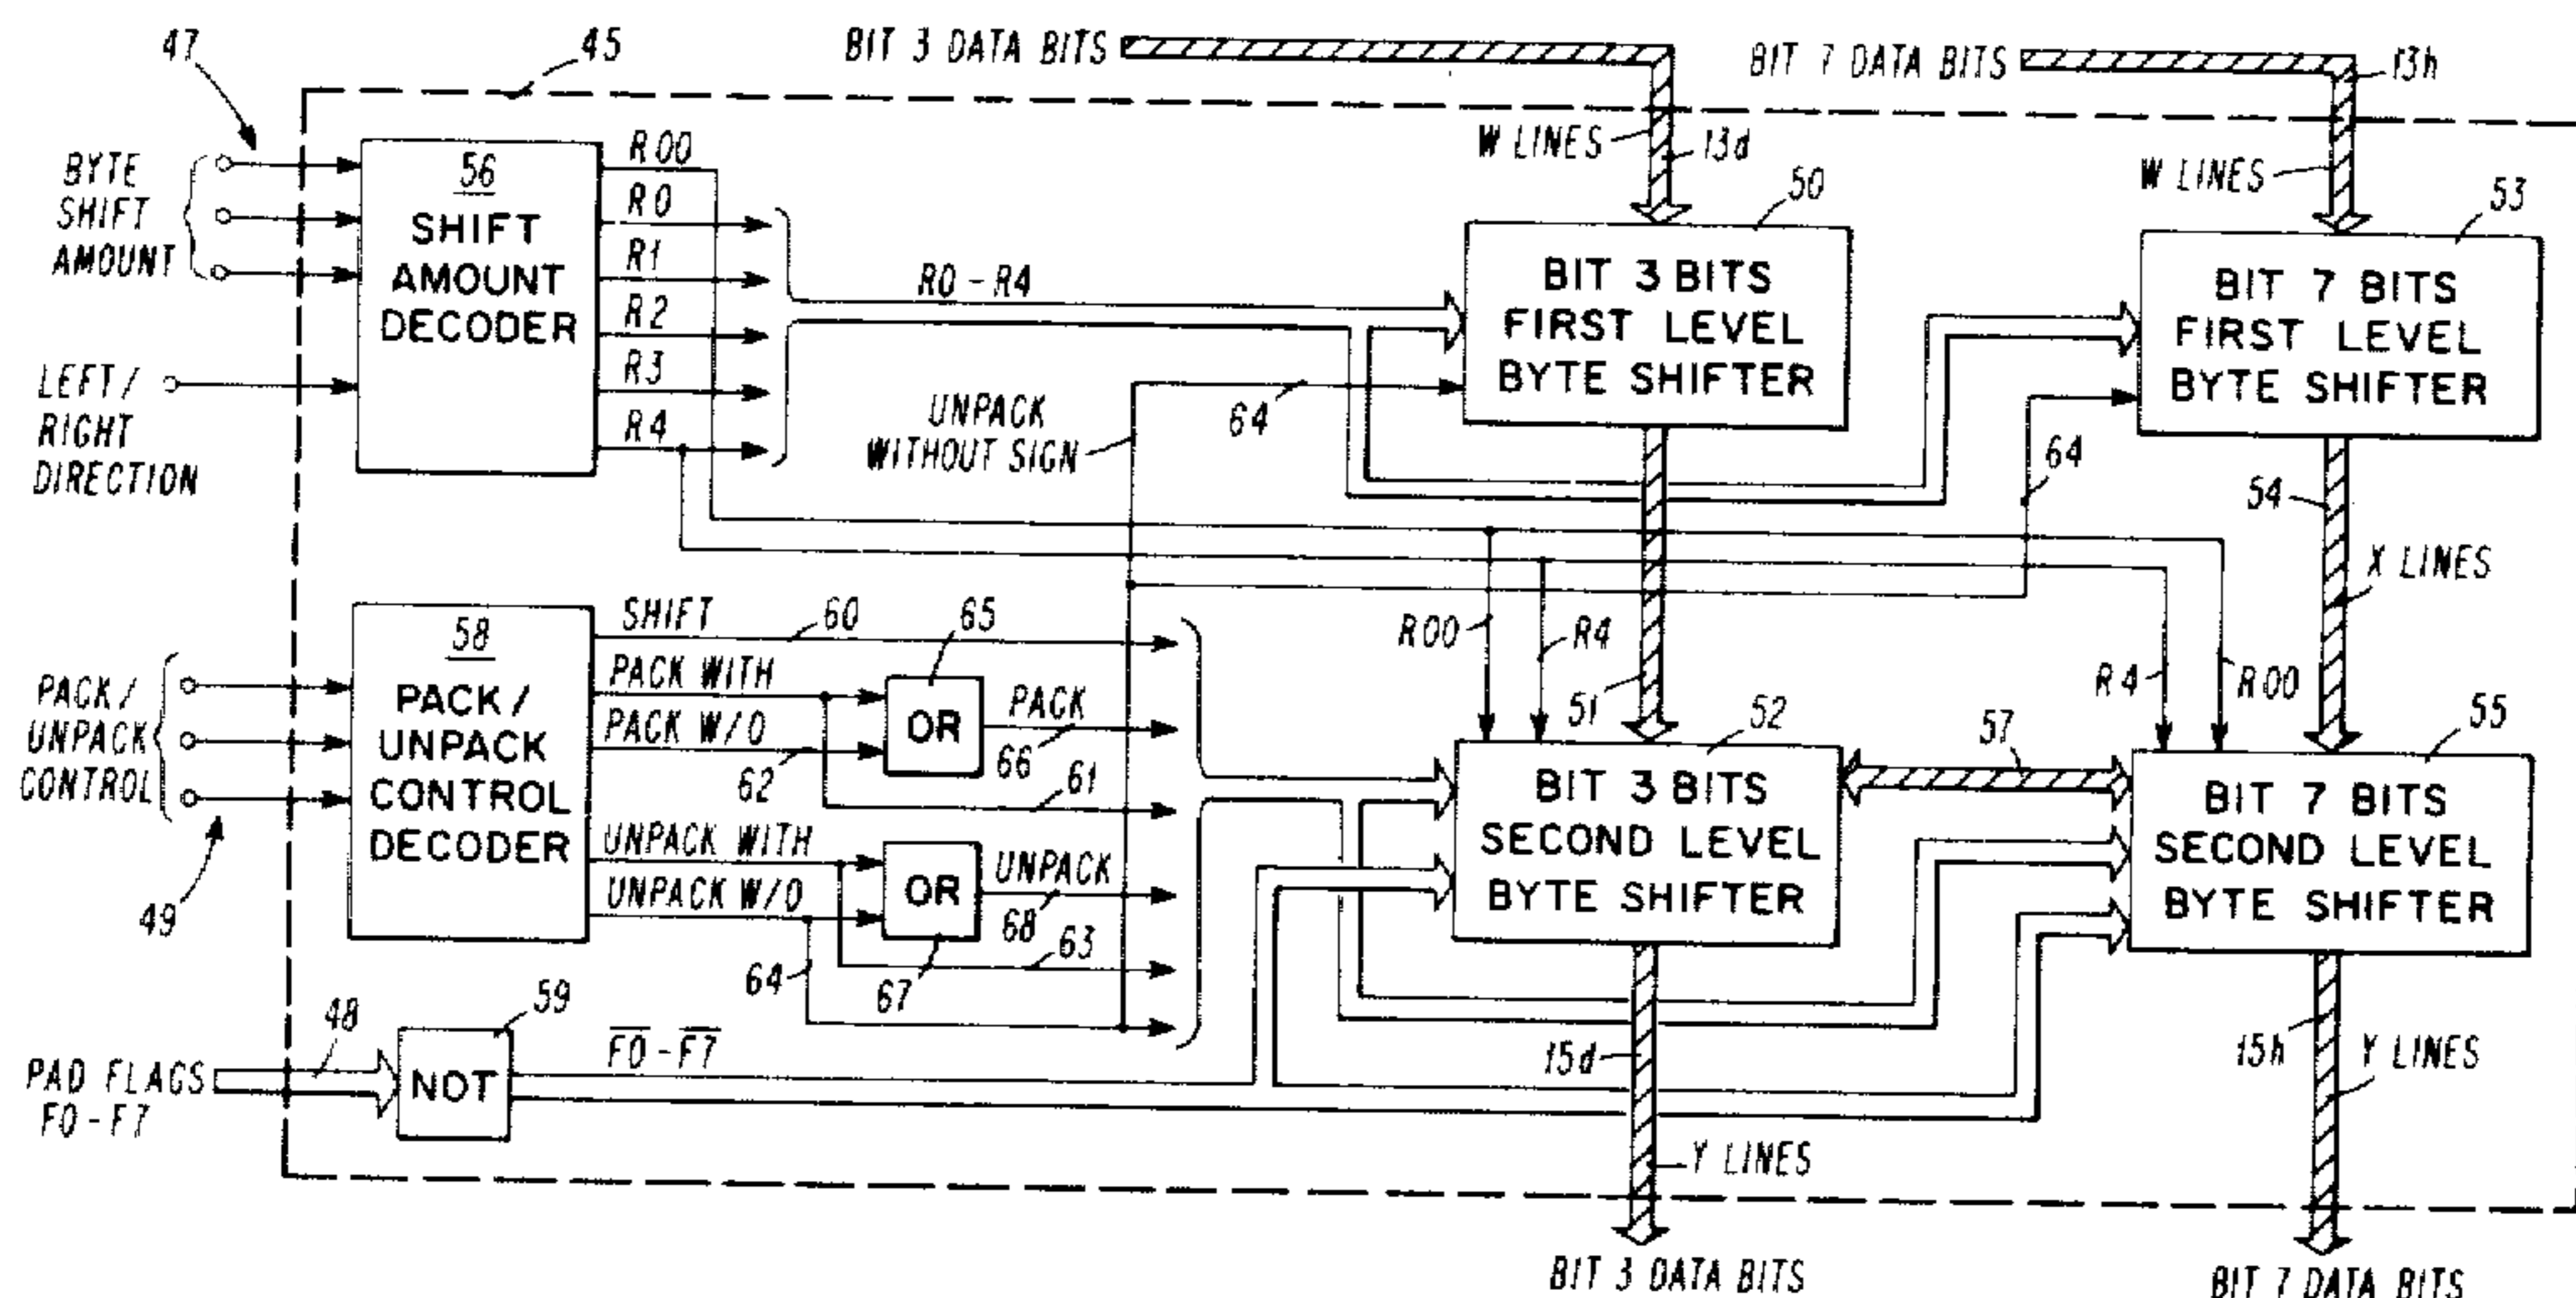 47
45
BIT 3 DATA BITS
BIT 7 DATA BITS
13h
W LINES
13d
W LINES
BYTE
SHIFT
AMOUNT
56
SHIFT
AMOUNT
DECODER
R00
R0
R1
R2
R3
R4
R0-R4
50
BIT 3 BITS
FIRST LEVEL
BYTE SHIFTER
53
BIT 7 BITS
FIRST LEVEL
BYTE SHIFTER
LEFT/
RIGHT
DIRECTION
UNPACK
WITHOUT SIGN
64
64
54
X LINES
58
PACK/
UNPACK
CONTROL
DECODER
PACK/
UNPACK
CONTROL
49
SHIFT
60
65
PACK WITH
PACK W/O
OR
PACK
62
66
61
UNPACK WITH
UNPACK W/O
OR
UNPACK
68
64
67
63
R00
R4
51
52
BIT 3 BITS
SECOND LEVEL
BYTE SHIFTER
57
R4
R00
55
BIT 7 BITS
SECOND LEVEL
BYTE SHIFTER
48
59
PAD FLAGS
F0-F7
NOT
F̅0̅-F̅7̅
15d
15h
Y LINES
Y LINES
BIT 3 DATA BITS
BIT 7 DATA BITS